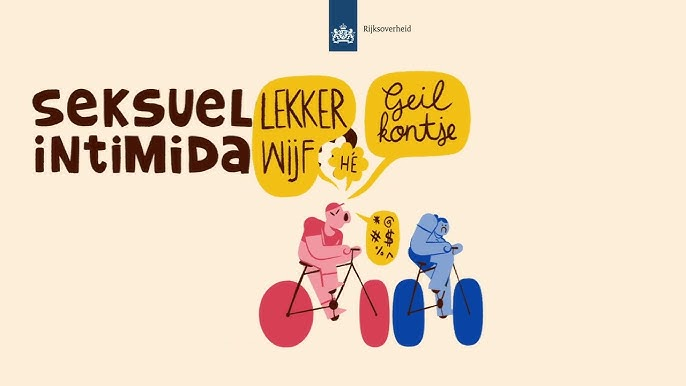 Rijksoverheid
SEKSUEL
INTIMIDA
LEKKER
WIJF
HÉ
Geil
kontje
* @
# $
% ^